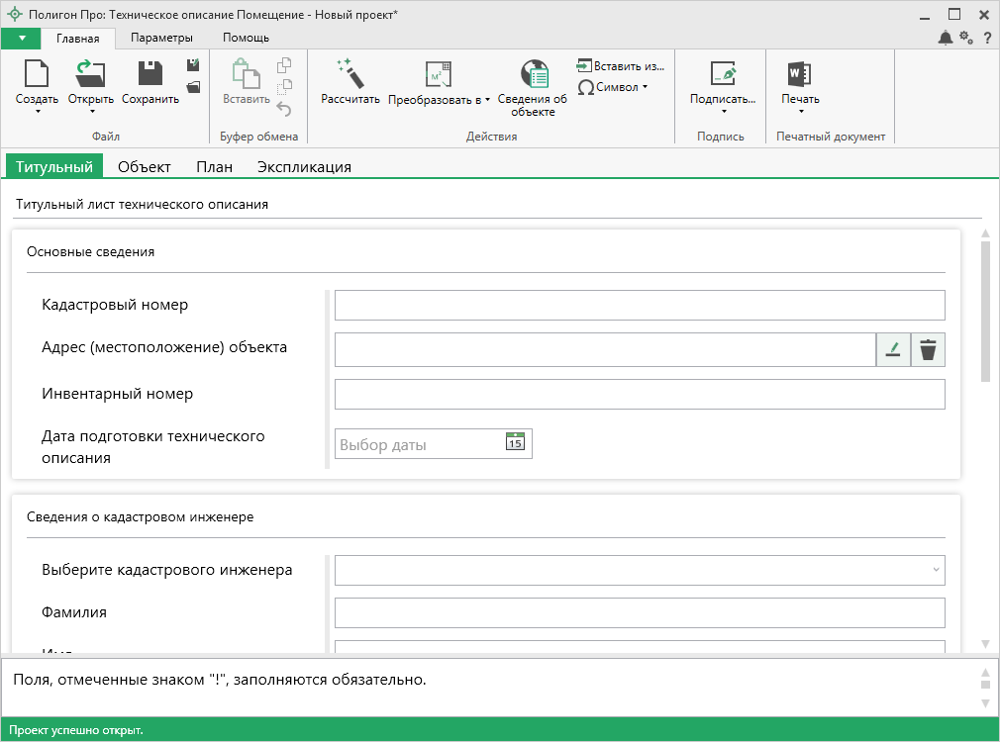 Полигон Про: Техническое описание Помещение - Новый проект*
Главная Параметры Помощь
?
Создать Открыть Сохранить
Файл
Вставить
Буфер обмена
Рассчитать
М²
Преобразовать в
Сведения об
объекте
Вставить из...
Символ
Действия
Подписать...
Подпись
W
Печать
Печатный документ
Титульный Объект План Экспликация
Титульный лист технического описания
Основные сведения
Кадастровый номер
Адрес (местоположение) объекта
Инвентарный номер
Дата подготовки технического
описания
Выбор даты 15
Сведения о кадастровом инженере
Выберите кадастрового инженера
Фамилия
Имя
Поля, отмеченные знаком "!", заполняются обязательно.
Проект успешно открыт.